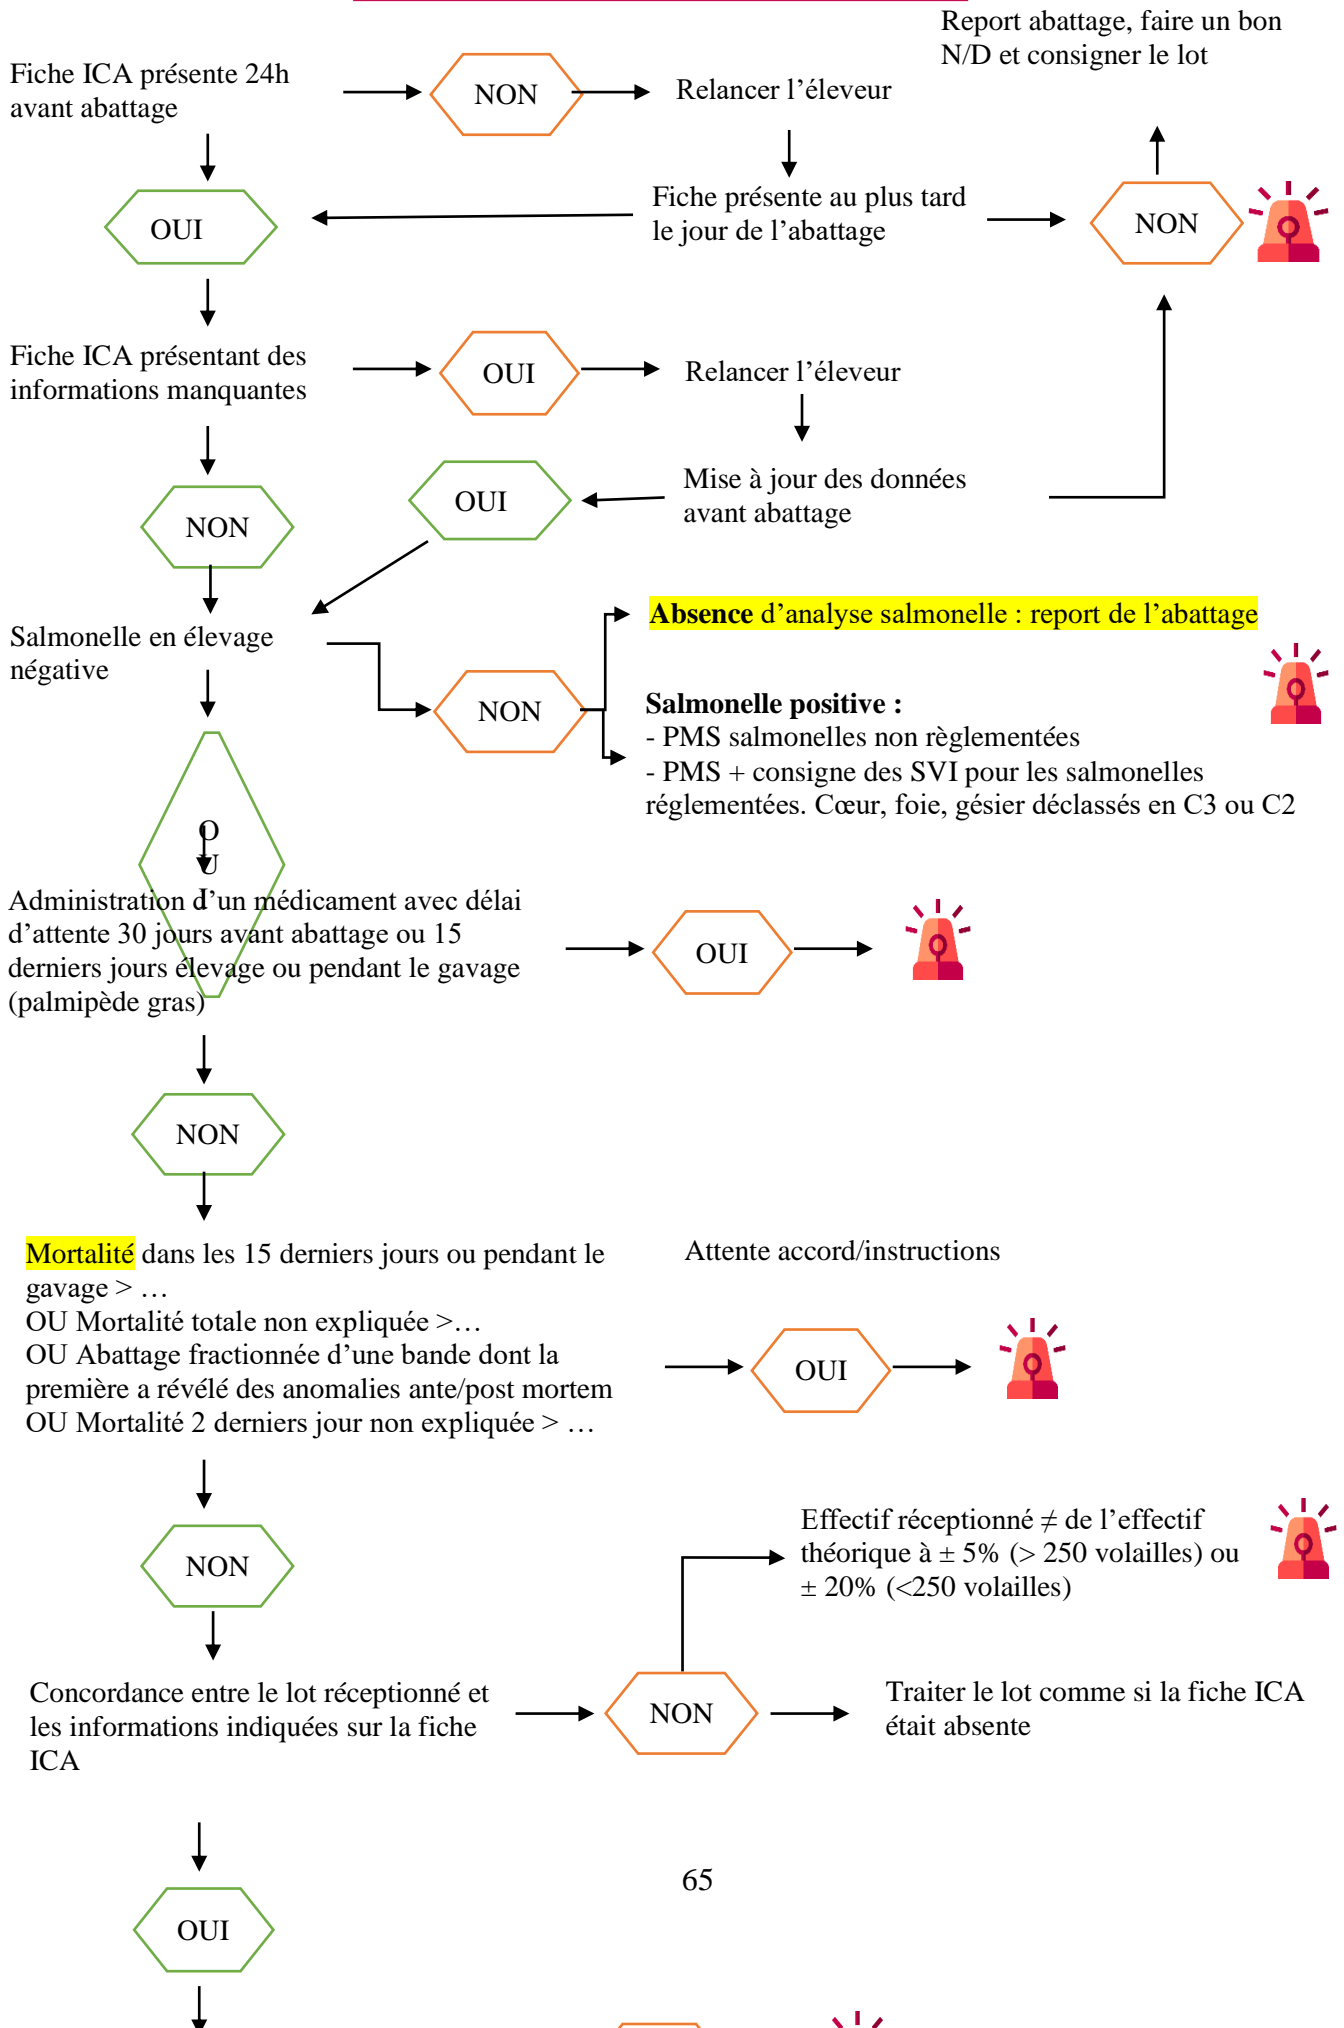 Report abattage, faire un bon
N/D et consigner le lot
Fiche ICA présente 24h
avant abattage
NON
Relancer l’éleveur
OUI
Fiche présente au plus tard
le jour de l’abattage
NON
Fiche ICA présentant des
informations manquantes
OUI
Relancer l’éleveur
NON
OUI
Mise à jour des données
avant abattage
Salmonelle en élevage
négative
NON
Absence d’analyse salmonelle : report de l’abattage
Salmonelle positive :
- PMS salmonelles non règlementées
- PMS + consigne des SVI pour les salmonelles
réglementées. Cœur, foie, gésier déclassés en C3 ou C2
O
U
I
Administration d’un médicament avec délai
d’attente 30 jours avant abattage ou 15
derniers jours élevage ou pendant le gavage
(palmipède gras)
OUI
NON
Mortalité dans les 15 derniers jours ou pendant le
gavage > …
OU Mortalité totale non expliquée >…
OU Abattage fractionnée d’une bande dont la
première a révélé des anomalies ante/post mortem
OU Mortalité 2 derniers jour non expliquée > …
Attente accord/instructions
OUI
NON
Effectif réceptionné ≠ de l’effectif
théorique à ± 5% (> 250 volailles) ou
± 20% (<250 volailles)
Concordance entre le lot réceptionné et
les informations indiquées sur la fiche
ICA
NON
Traiter le lot comme si la fiche ICA
était absente
65
OUI